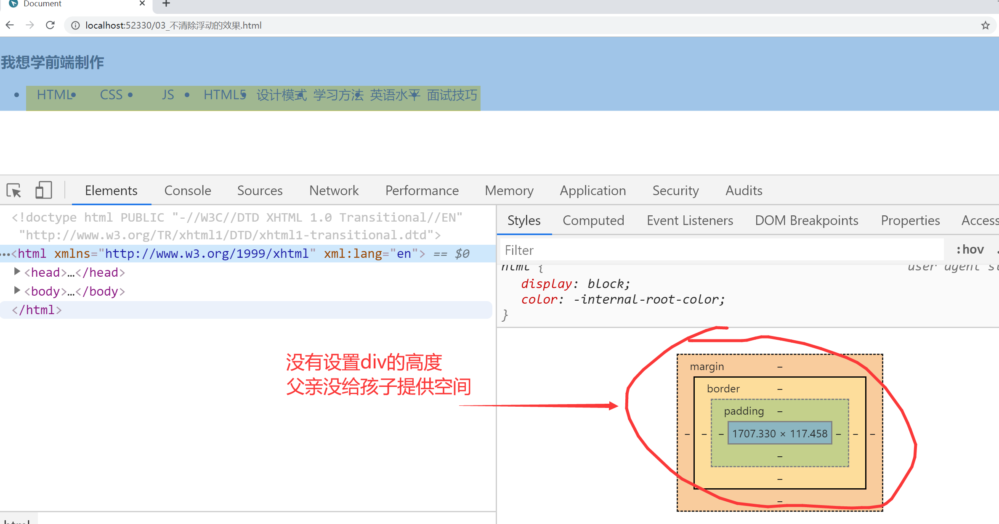 Document
localhost:52330/03_不清除浮动的效果.html
我想学前端制作
HTML CSS JS HTML5 设计模式 学习方法 英语水平 面试技巧
Elements Console Sources Network Performance Memory Application Security Audits
<!doctype html PUBLIC "-//W3C//DTD XHTML 1.0 Transitional//EN"
"http://www.w3.org/TR/xhtml1/DTD/xhtml1-transitional.dtd">
…<html xmlns="http://www.w3.org/1999/xhtml" xml:lang="en"> == $0
<head>…</head>
<body>…</body>
</html>
Styles Computed Event Listeners DOM Breakpoints Properties Access
Filter :hov
html { user agent st
display: block;
color: -internal-root-color;
}
没有设置div的高度
父亲没给孩子提供空间
margin –
border –
padding –
– – – 1707.330 × 117.458 – – –
–
–
–
html